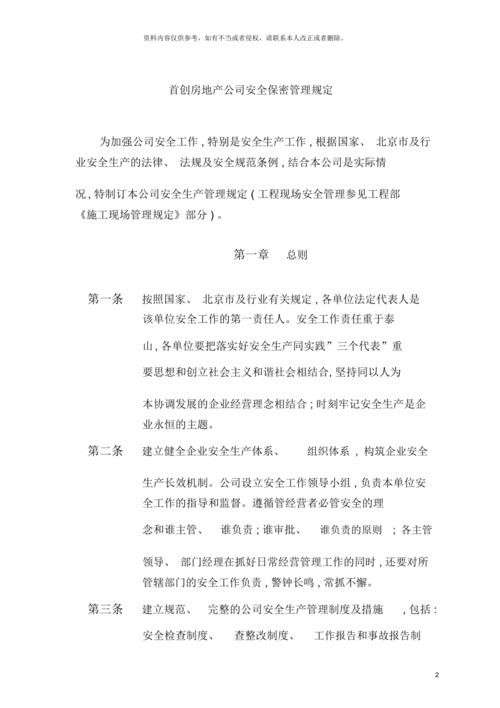 资料内容仅供参考，如有不当或者侵权，请联系本人改正或者删除。
首创房地产公司安全保密管理规定
为加强公司安全工作 , 特别是安全生产工作 , 根据国家、 北京市及行
业安全生产的法律、 法规及安全规范条例 , 结合本公司是实际情
况 , 特制订本公司安全生产管理规定 ( 工程现场安全管理参见工程部
《施工现场管理规定》部分 ) 。
第一章 总则
第一条 按照国家、 北京市及行业有关规定 , 各单位法定代表人是
该单位安全工作的第一责任人。安全工作责任重于泰
山 , 各单位要把落实好安全生产同实践”三个代表”重
要思想和创立社会主义和谐社会相结合, 坚持同以人为
本协调发展的企业经营理念相结合 ; 时刻牢记安全生产是企
业永恒的主题。
第二条 建立健全企业安全生产体系、 组织体系 , 构筑企业安全
生产长效机制。公司设立安全工作领导小组 , 负责本单位安
全工作的指导和监督。遵循管经营者必管安全的理
念和谁主管、 谁负责 ; 谁审批、 谁负责的原则 ; 各主管
领导、 部门经理在抓好日常经营管理工作的同时 , 还要对所
管辖部门的安全工作负责 , 警钟长鸣 , 常抓不懈。
第三条 建立规范、 完整的公司安全生产管理制度及措施 , 包括 :
安全检查制度、 查整改制度、 工作报告和事故报告制
2